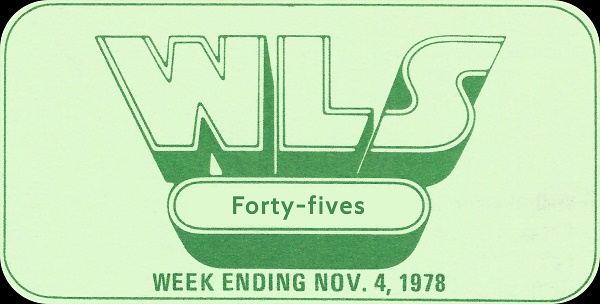 WLS
Forty-fives
WEEK ENDING NOV. 4, 1978